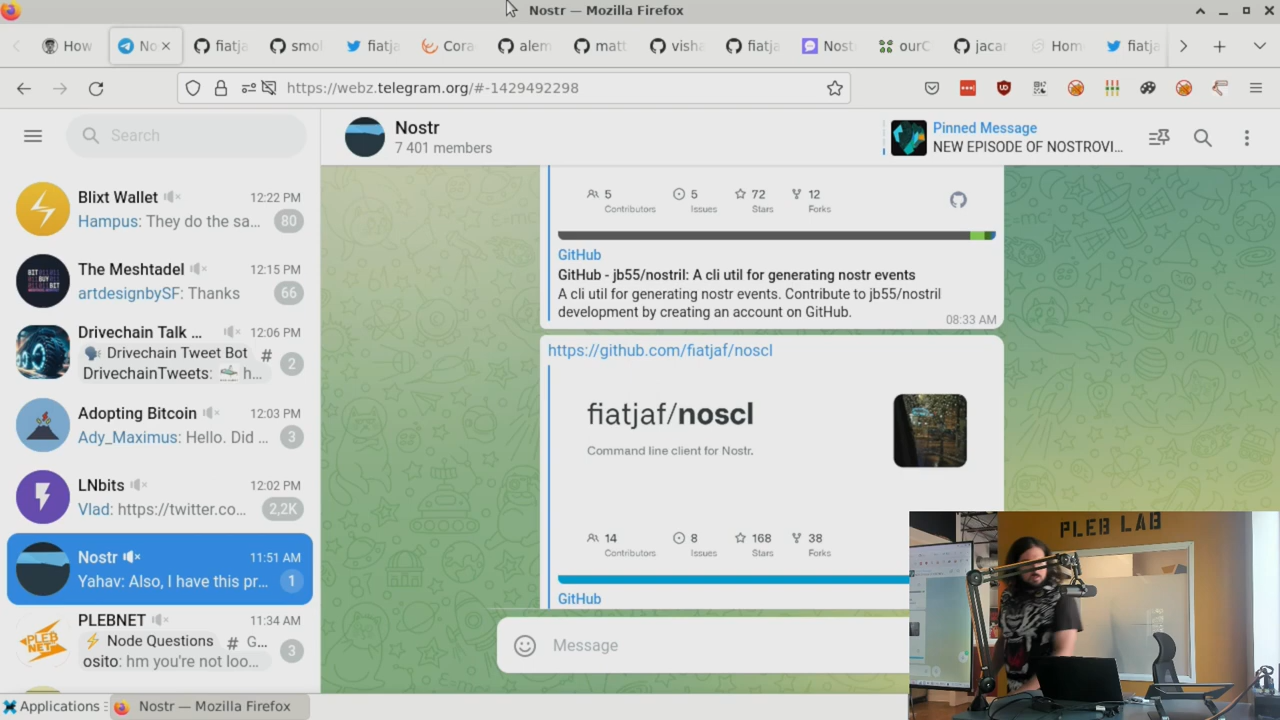 Nostr — Mozilla Firefox
How
No
fiatja
smol
fiatja
Cora
alem
matt
visha
fiatja
Nost
ourC
jacar
Hom
fiatja
https://webz.telegram.org/#-1429492298
Search
Blixt Wallet
12:22 PM
Hampus: They do the sa...
80
The Meshtadel
12:15 PM
artdesignbySF: Thanks
66
Drivechain Talk ...
12:06 PM
Drivechain Tweet Bot #
DrivechainTweets: h...
2
Adopting Bitcoin
12:03 PM
Ady_Maximus: Hello. Did ...
3
LNbits
12:02 PM
Vlad: https://twitter.co...
2,2K
Nostr
11:51 AM
Yahav: Also, I have this pr...
1
PLEBNET
11:34 AM
Node Questions # G...
osito: hm you're not loo...
3
PLEB
NET
Nostr
7 401 members
Pinned Message
NEW EPISODE OF NOSTROVI...
5
Contributors
5
Issues
72
Stars
12
Forks
GitHub
GitHub - jb55/nostril: A cli util for generating nostr events
A cli util for generating nostr events. Contribute to jb55/nostril
development by creating an account on GitHub.
08:33 AM
https://github.com/fiatjaf/noscl
fiatjaf/noscl
Command line client for Nostr.
14
Contributors
8
Issues
168
Stars
38
Forks
GitHub
Message
PLEB LAB
Applications
Nostr — Mozilla Firefox